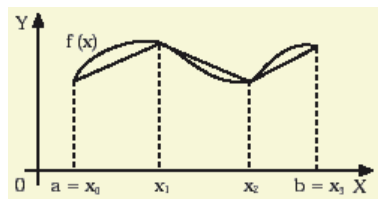 Y
f (x)
0 a = x₀ x₁ x₂ b = x₃ X